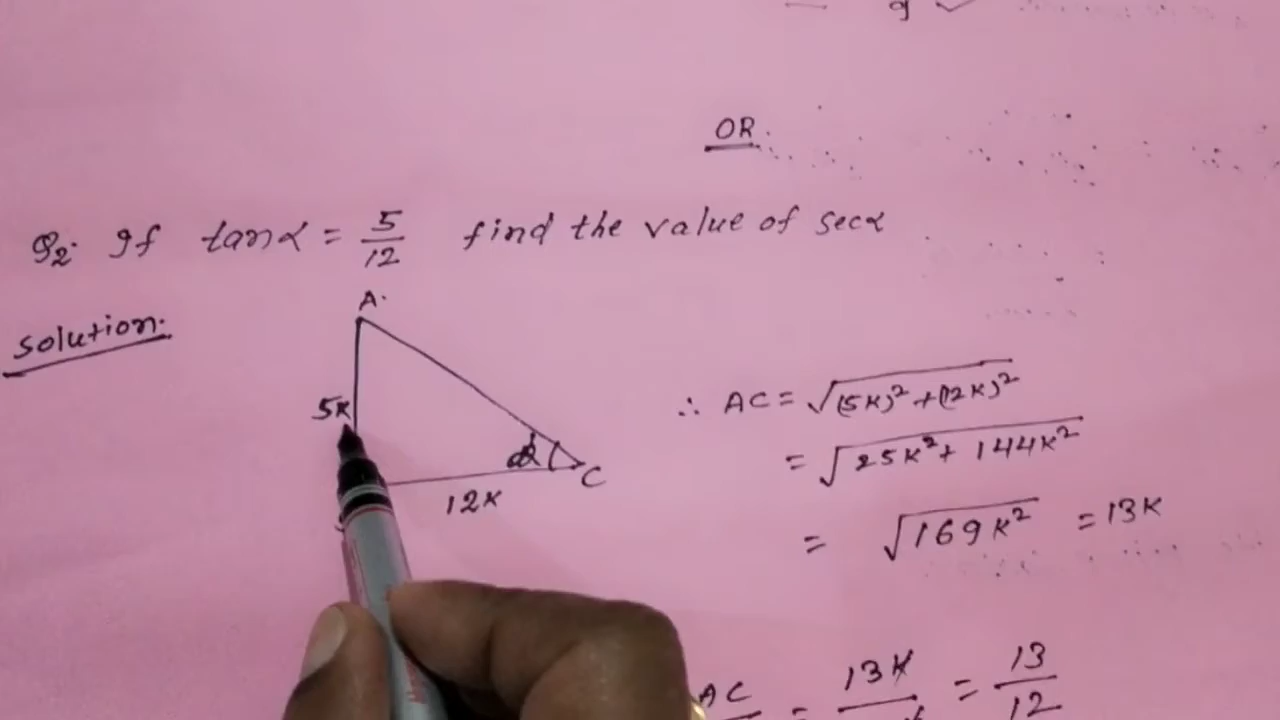 OR
Q2. If tanα = 5/12 find the value of secα
Solution.
A.
5K
α
C
12K
∴ AC = √(5K)² + (12K)²
= √25K² + 144K²
= √169K² = 13K
AC = 13K = 13/12